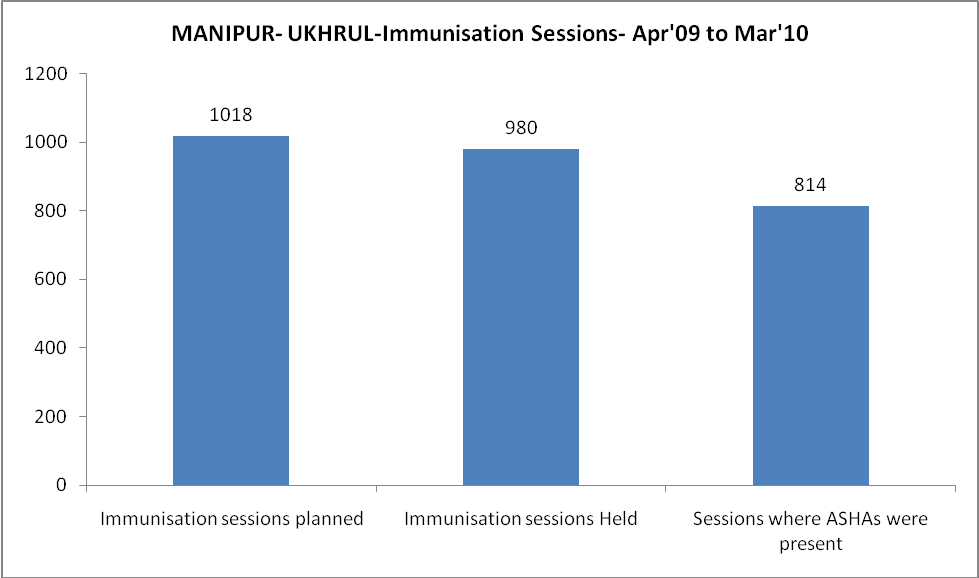 MANIPUR- UKHRUL-Immunisation Sessions- Apr'09 to Mar'10
1200
1000
800
600
400
200
0
1018
980
814
Immunisation sessions planned
Immunisation sessions Held
Sessions where ASHAs were
present